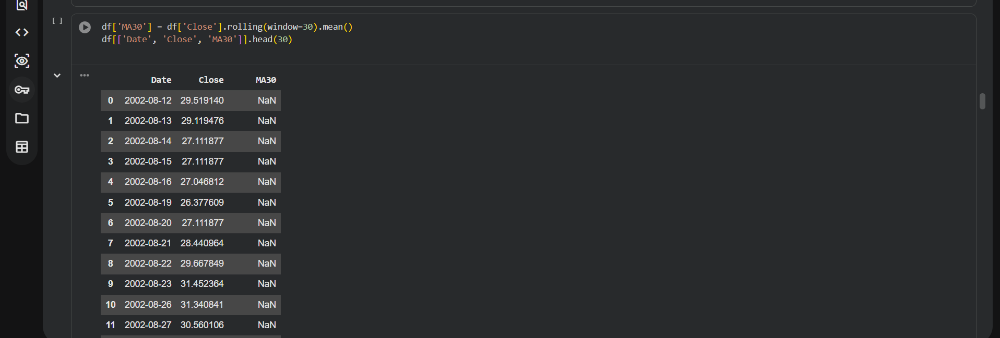 [ ]
df['MA30'] = df['Close'].rolling(window=30).mean()
df[['Date', 'Close', 'MA30']].head(30)
Date Close MA30
0 2002-08-12 29.519140 NaN
1 2002-08-13 29.119476 NaN
2 2002-08-14 27.111877 NaN
3 2002-08-15 27.111877 NaN
4 2002-08-16 27.046812 NaN
5 2002-08-19 26.377609 NaN
6 2002-08-20 27.111877 NaN
7 2002-08-21 28.440964 NaN
8 2002-08-22 29.667849 NaN
9 2002-08-23 31.452364 NaN
10 2002-08-26 31.340841 NaN
11 2002-08-27 30.560106 NaN